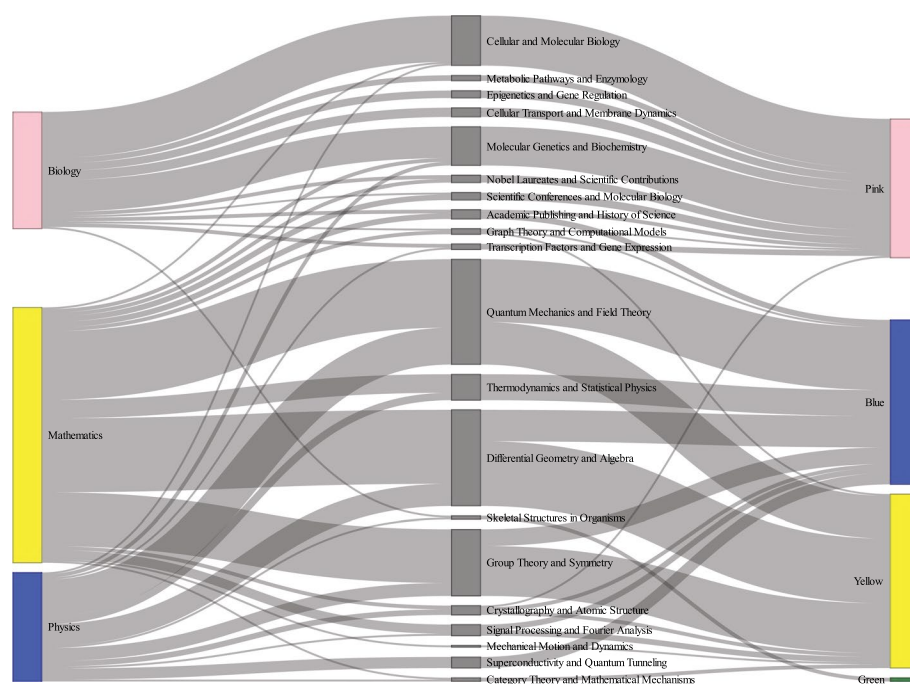 Biology
Mathematics
Physics
Cellular and Molecular Biology
Metabolic Pathways and Enzymology
Epigenetics and Gene Regulation
Cellular Transport and Membrane Dynamics
Molecular Genetics and Biochemistry
Nobel Laureates and Scientific Contributions
Scientific Conferences and Molecular Biology
Academic Publishing and History of Science
Graph Theory and Computational Models
Transcription Factors and Gene Expression
Quantum Mechanics and Field Theory
Thermodynamics and Statistical Physics
Differential Geometry and Algebra
Skeletal Structures in Organisms
Group Theory and Symmetry
Crystallography and Atomic Structure
Signal Processing and Fourier Analysis
Mechanical Motion and Dynamics
Superconductivity and Quantum Tunneling
Category Theory and Mathematical Mechanisms
Pink
Blue
Yellow
Green